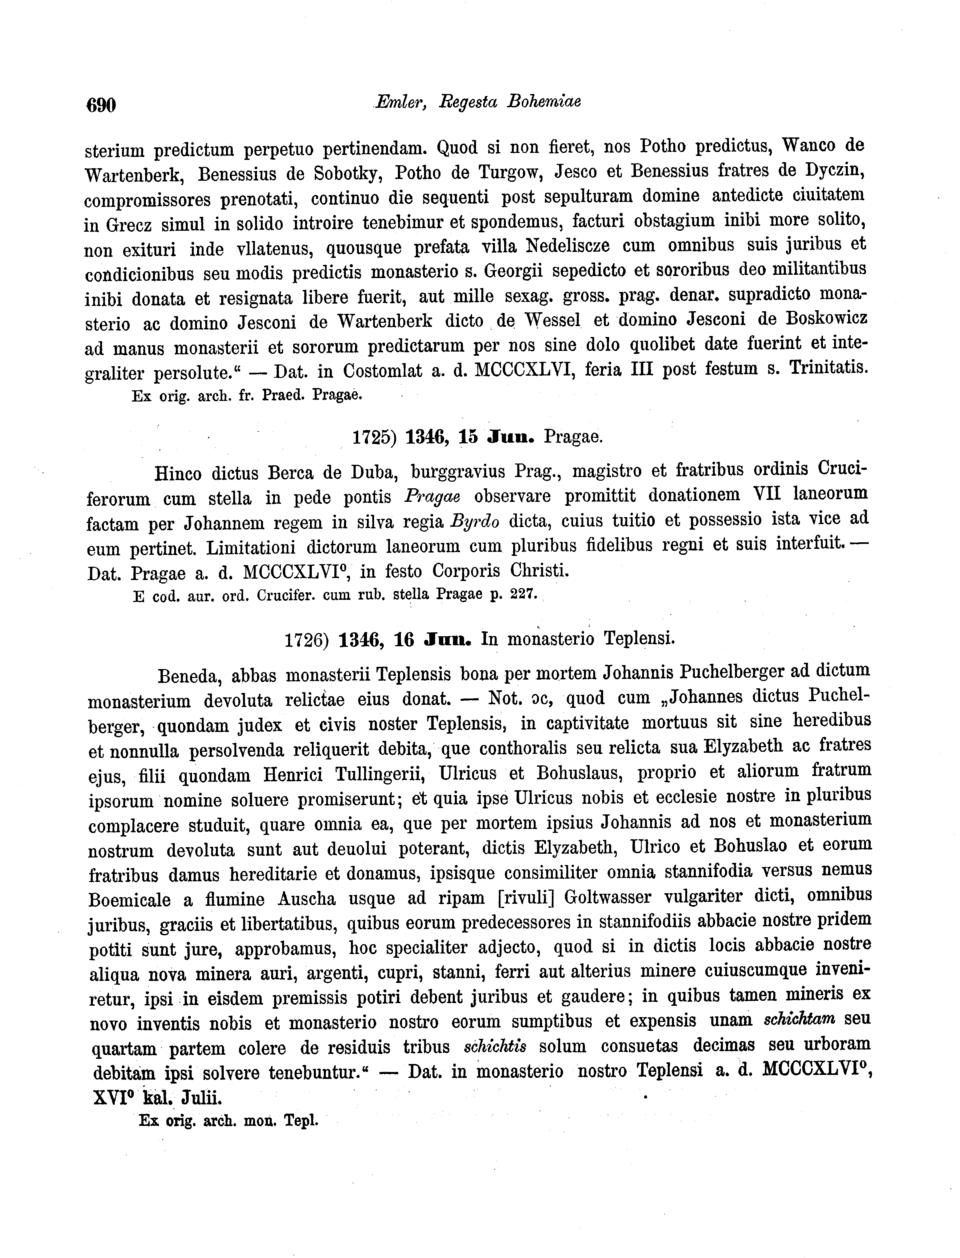 690 Emler, Regesta Bohemiae
sterium predictum perpetuo pertinendam. Quod si non fieret, nos Potho predictus, Wanco de
Wartenberk, Benessius de Sobotky, Potho de Turgow, Jesco et Benessius fratres de Dyczin,
compromissores prenotati, continuo die sequenti post sepulturam domine antedicte ciuitatem
in Grecz simul in solido introire tenebimur et spondemus, facturi obstagium inibi more solito,
non exituri inde vllatenus, quousque prefata villa Nedeliscze cum omnibus suis juribus et
condicionibus seu modis predictis monasterio s. Georgii sepedicto et sororibus deo militantibus
inibi donata et resignata libere fuerit, aut mille sexag. gross. prag. denar. supradicto mona-
sterio ac domino Jesconi de Wartenberk dicto de Wessel et domino Jesconi de Boskowicz
ad manus monasterii et sororum predictarum per nos sine dolo quolibet date fuerint et inte-
graliter persolute.“ — Dat. in Costomlat a. d. MCCCXLVI, feria III post festum s. Trinitatis.
Ex orig. arch. fr. Praed. Pragae.
1725) 1346, 15 Jun. Pragae.
Hinco dictus Berca de Duba, burggravius Prag., magistro et fratribus ordinis Cruci-
ferorum cum stella in pede pontis Pragae observare promittit donationem VII laneorum
factam per Johannem regem in silva regia Byrdo dicta, cuius tuitio et possessio ista vice ad
eum pertinet. Limitationi dictorum laneorum cum pluribus fidelibus regni et suis interfuit. —
Dat. Pragae a. d. MCCCXLVI⁰, in festo Corporis Christi.
E cod. aur. ord. Crucifer. cum rub. stella Pragae p. 227.
1726) 1346, 16 Jun. In monasterio Teplensi.
Beneda, abbas monasterii Teplensis bona per mortem Johannis Puchelberger ad dictum
monasterium devoluta relictae eius donat. — Not. ɔc, quod cum „Johannes dictus Puchel-
berger, quondam judex et civis noster Teplensis, in captivitate mortuus sit sine heredibus
et nonnulla persolvenda reliquerit debita, que conthoralis seu relicta sua Elyzabeth ac fratres
ejus, filii quondam Henrici Tullingerii, Ulricus et Bohuslaus, proprio et aliorum fratrum
ipsorum nomine soluere promiserunt; et quia ipse Ulricus nobis et ecclesie nostre in pluribus
complacere studuit, quare omnia ea, que per mortem ipsius Johannis ad nos et monasterium
nostrum devoluta sunt aut deuolui poterant, dictis Elyzabeth, Ulrico et Bohuslao et eorum
fratribus damus hereditarie et donamus, ipsisque consimiliter omnia stannifodia versus nemus
Boemicale a flumine Auscha usque ad ripam [rivuli] Goltwasser vulgariter dicti, omnibus
juribus, graciis et libertatibus, quibus eorum predecessores in stannifodiis abbacie nostre pridem
potiti sunt jure, approbamus, hoc specialiter adjecto, quod si in dictis locis abbacie nostre
aliqua nova minera auri, argenti, cupri, stanni, ferri aut alterius minere cuiuscumque inveni-
retur, ipsi in eisdem premissis potiri debent juribus et gaudere; in quibus tamen mineris ex
novo inventis nobis et monasterio nostro eorum sumptibus et expensis unam schichtam seu
quartam partem colere de residuis tribus schichtis solum consuetas decimas seu urboram
debitam ipsi solvere tenebuntur.“ — Dat. in monasterio nostro Teplensi a. d. MCCCXLVI⁰,
XVI⁰ kal. Julii.
Ex orig. arch. mon. Tepl.